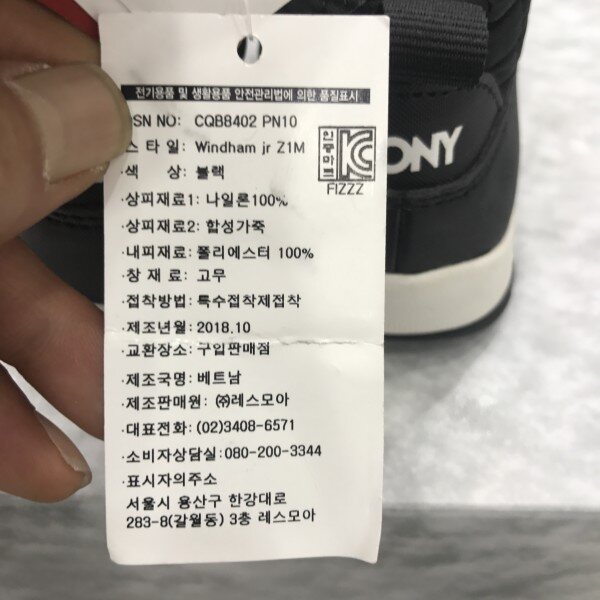 전기용품 및 생활용품 안전관리법에 의한 품질표시
SN NO: CQB8402 PN10
스 타 일: Windham jr Z1M
·색 상: 블랙
인증마크
KC
FIZZZ
·상피재료1: 나일론100%
·상피재료2: 합성가죽
·내피재료: 폴리에스터 100%
·창 재 료: 고무
·접착방법: 특수접착제접착
·제조년월: 2018.10
·교환장소: 구입판매점
·제조국명: 베트남
·제조판매원: ㈜레스모아
·대표전화: (02)3408-6571
·소비자상담실:080-200-3344
·표시자의주소
서울시 용산구 한강대로
283-8(갈월동) 3층 레스모아
ONY